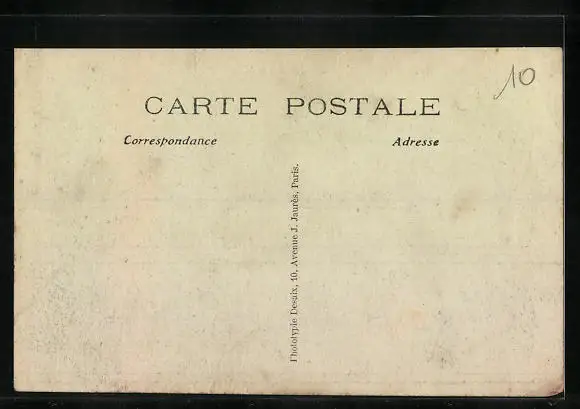 10
CARTE POSTALE
Correspondance
Adresse
Phototypie Desaix, 10, Avenue J. Jaurès, Paris.